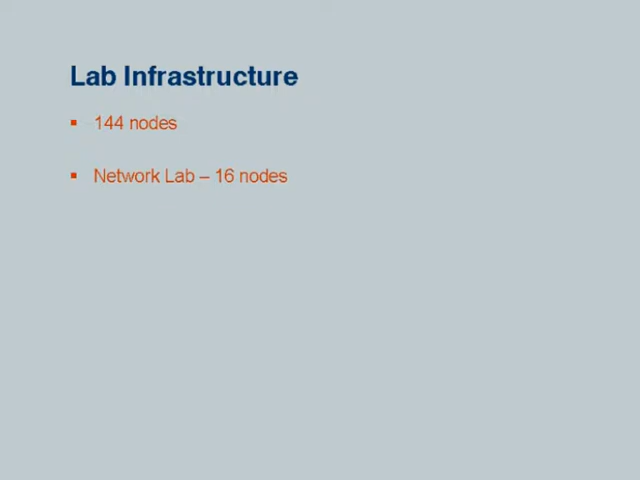 Lab Infrastructure
▪ 144 nodes
▪ Network Lab – 16 nodes